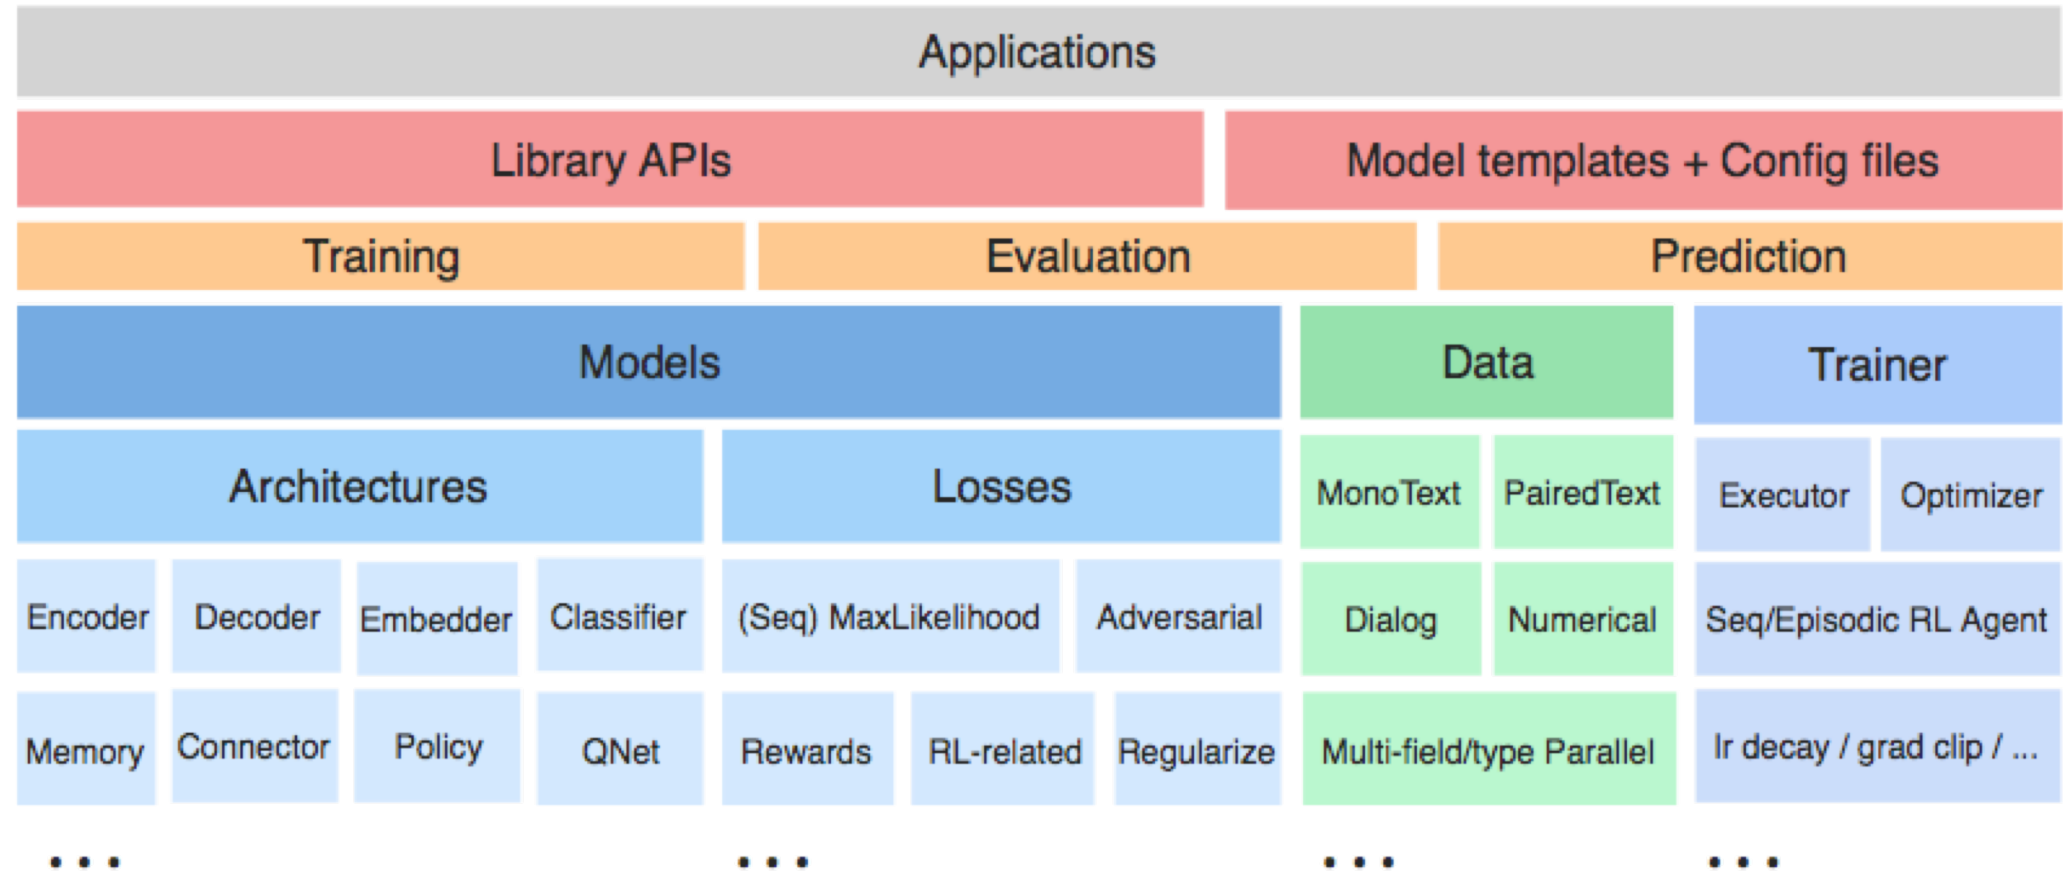 Applications
Library APIs
Model templates + Config files
Training
Evaluation
Prediction
Models
Data
Trainer
Architectures
Losses
MonoText
PairedText
Executor
Optimizer
Encoder
Decoder
Embedder
Classifier
(Seq) MaxLikelihood
Adversarial
Dialog
Numerical
Seq/Episodic RL Agent
Memory
Connector
Policy
QNet
Rewards
RL-related
Regularize
Multi-field/type Parallel
lr decay / grad clip / ...
...
...
...
...